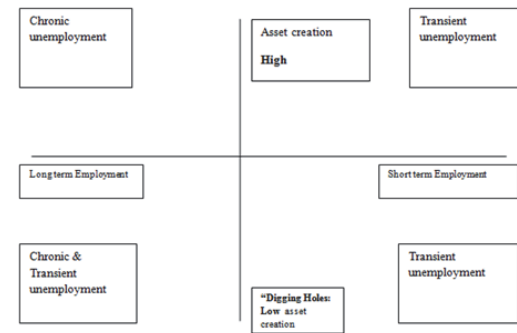 Chronic
unemployment
Asset creation
High
Transient
unemployment
Long term Employment
Short term Employment
Chronic &
Transient
unemployment
"Digging Holes:
Low asset
creation
Transient
unemployment